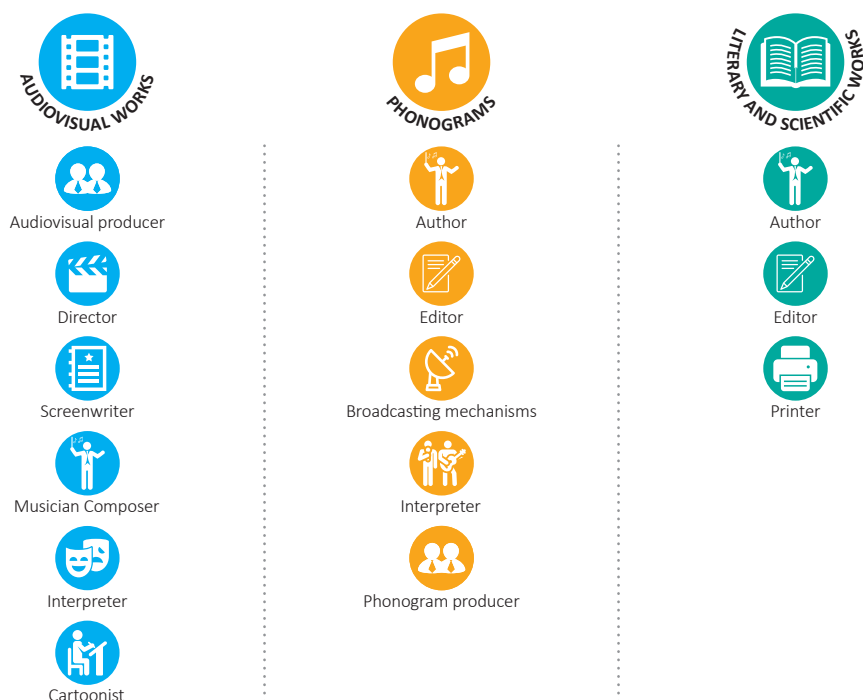 AUDIOVISUAL WORKS
Audiovisual producer
Director
Screenwriter
Musician Composer
Interpreter
Cartoonist
PHONOGRAMS
Author
Editor
Broadcasting mechanisms
Interpreter
Phonogram producer
LITERARY AND SCIENTIFIC WORKS
Author
Editor
Printer